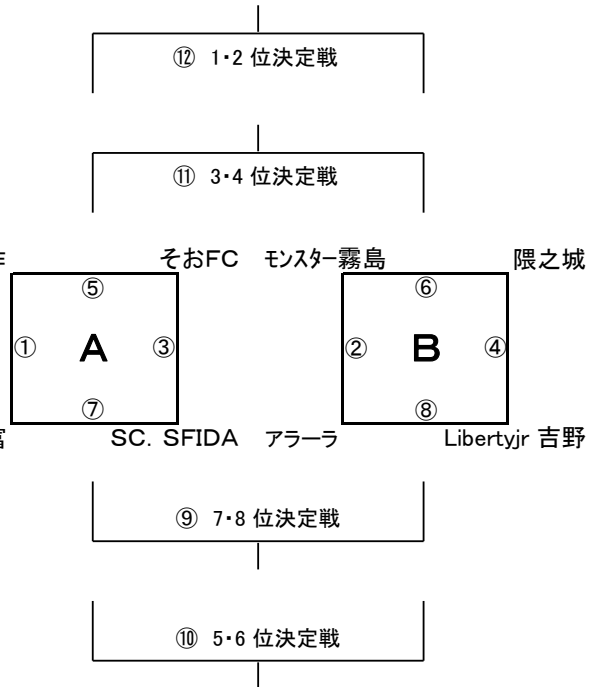 ⑫ 1・2 位決定戦
⑪ 3・4 位決定戦
そおFC モンスター霧島 隈之城
⑤ ⑥
① A ③ ② B ④
⑦ ⑧
SC. SFIDA アラーラ Libertyjr 吉野
⑨ 7・8 位決定戦
⑩ 5・6 位決定戦